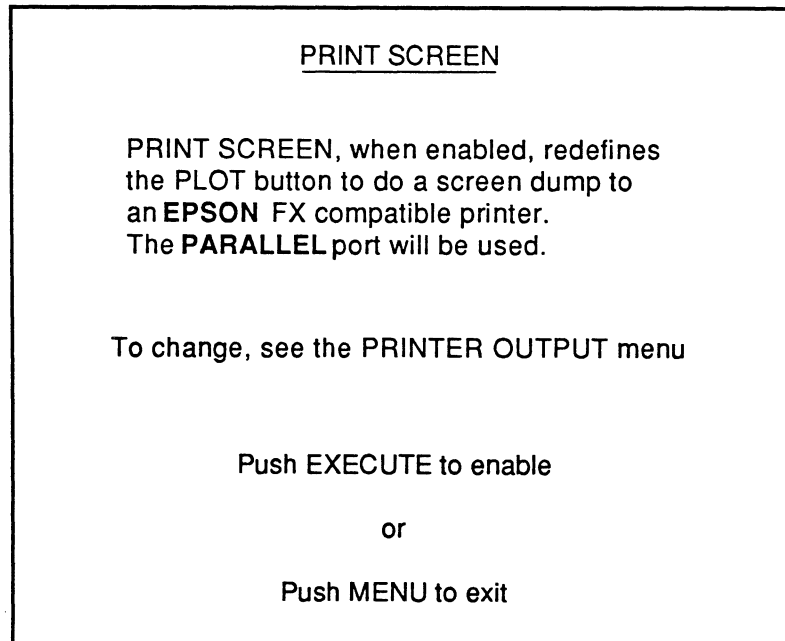 PRINT SCREEN
PRINT SCREEN, when enabled, redefines
the PLOT button to do a screen dump to
an EPSON FX compatible printer.
The PARALLEL port will be used.
To change, see the PRINTER OUTPUT menu
Push EXECUTE to enable
or
Push MENU to exit